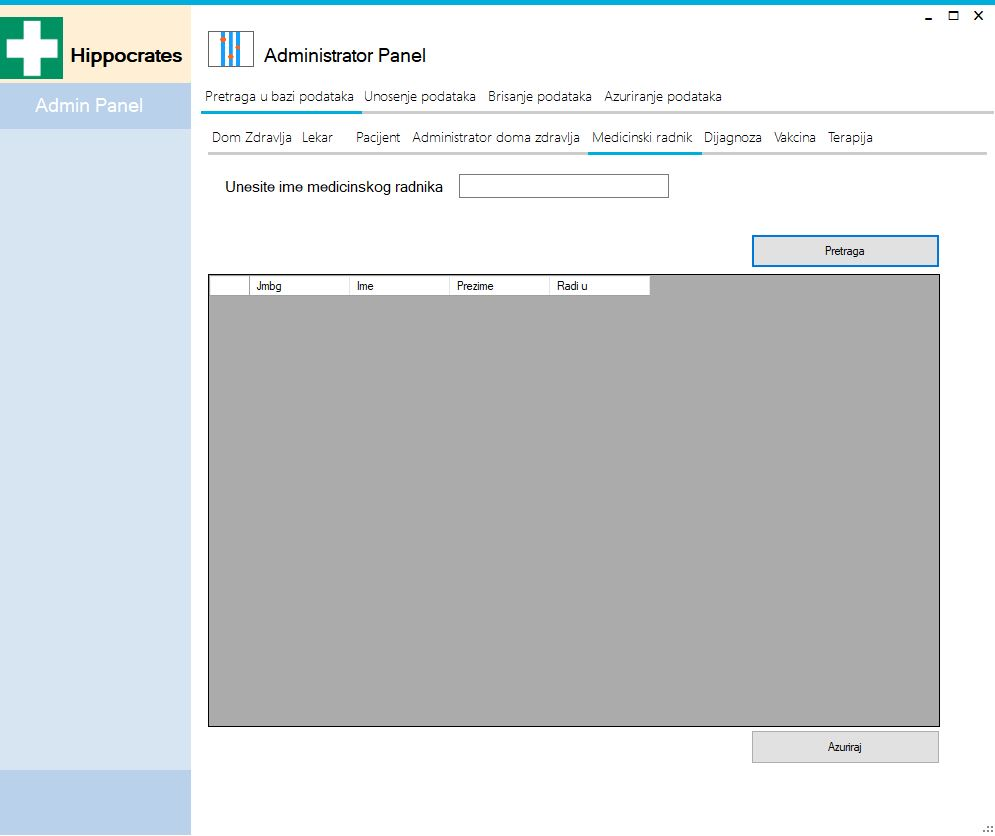 Hippocrates
Administrator Panel
Admin Panel
Pretraga u bazi podataka Unosenje podataka Brisanje podataka Azuriranje podataka
Dom Zdravlja Lekar Pacijent Administrator doma zdravlja Medicinski radnik Dijagnoza Vakcina Terapija
Unesite ime medicinskog radnika
Pretraga
Jmbg Ime Prezime Radi u
Azuriraj